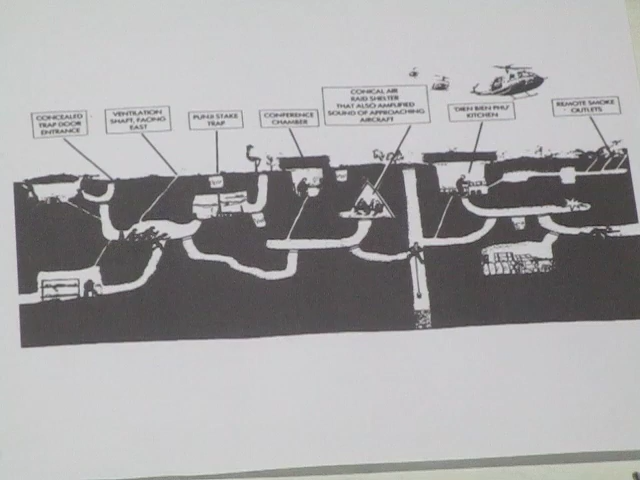 CONCEALED
TRAP DOOR
ENTRANCE
VENTILATION
SHAFT, FACING
EAST
PUNJI STAKE
TRAP
CONFERENCE
CHAMBER
CONICAL AIR
RAID SHELTER
THAT ALSO AMPLIFIED
SOUND OF APPROACHING
AIRCRAFT
'DIEN BIEN PHU'
KITCHEN
REMOTE SMOKE
OUTLETS